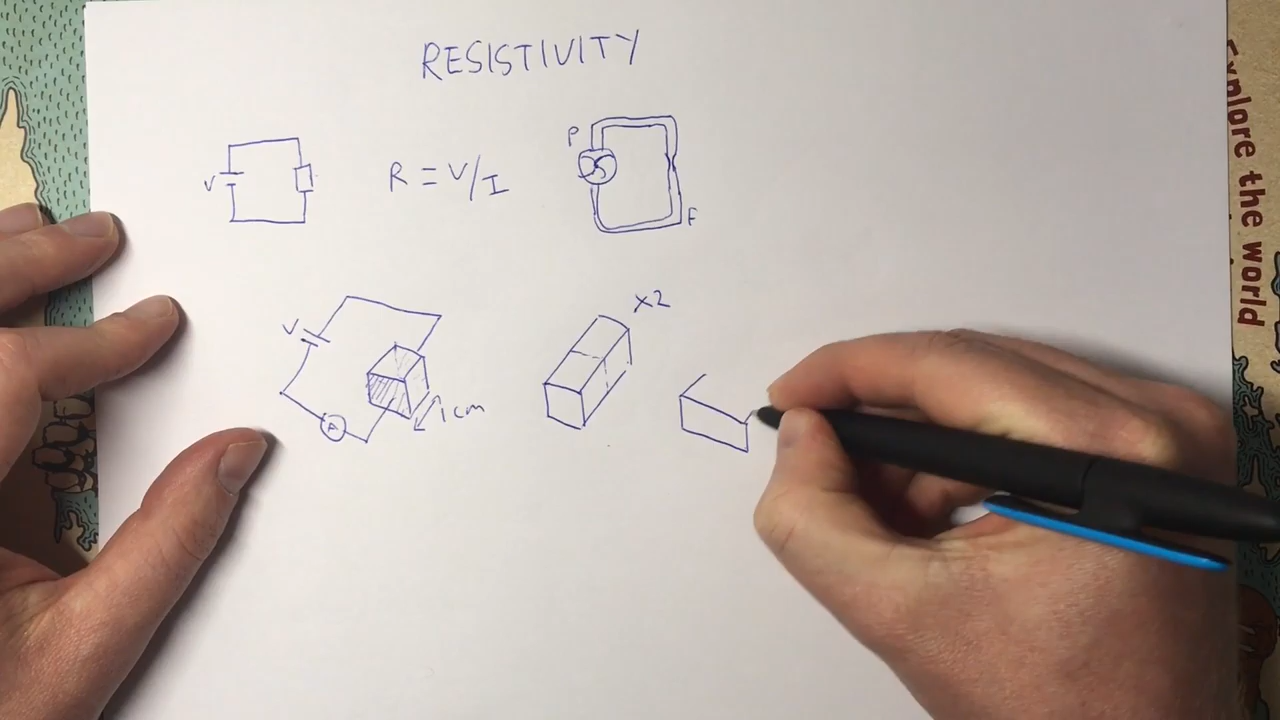 RESISTIVITY
V
R = V/I
P
F
V
A
1cm
x2
Explore the world